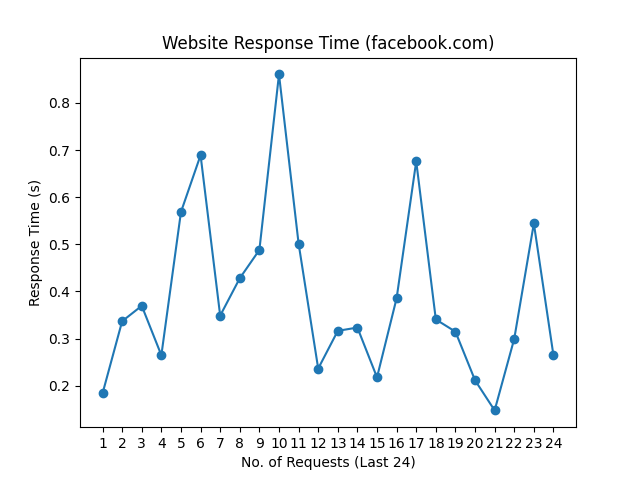 Website Response Time (facebook.com)
Response Time (s)
0.8
0.7
0.6
0.5
0.4
0.3
0.2
1 2 3 4 5 6 7 8 9 10 11 12 13 14 15 16 17 18 19 20 21 22 23 24
No. of Requests (Last 24)